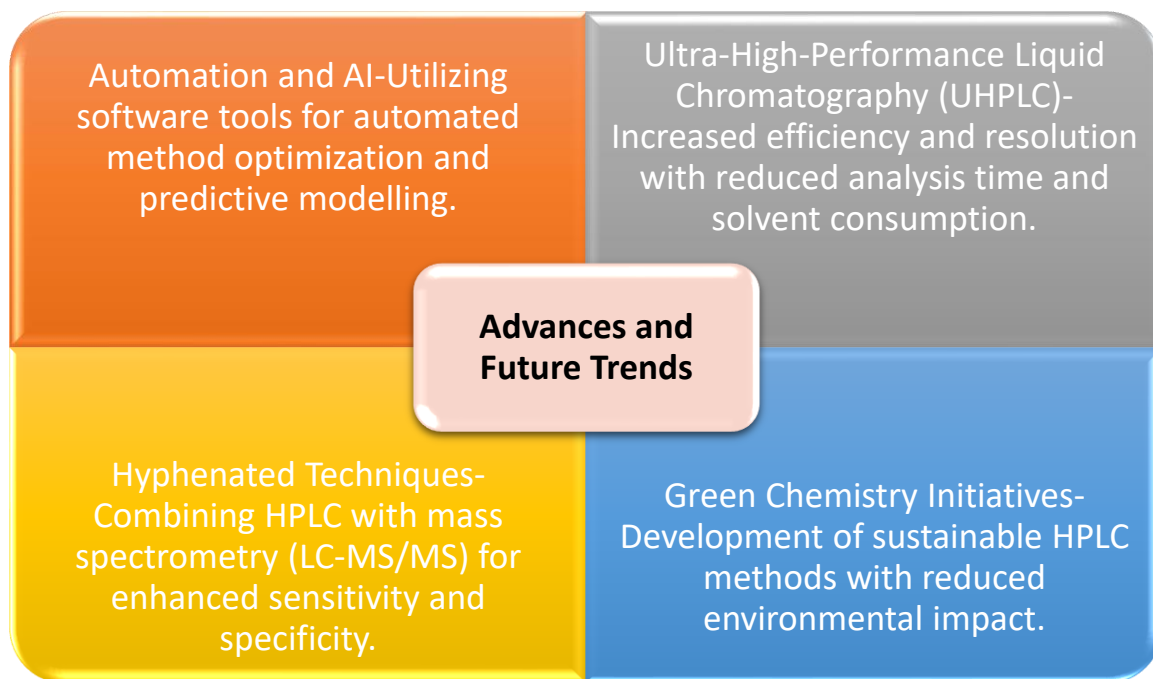 Automation and AI-Utilizing
software tools for automated
method optimization and
predictive modelling.
Ultra-High-Performance Liquid
Chromatography (UHPLC)-
Increased efficiency and resolution
with reduced analysis time and
solvent consumption.
Advances and
Future Trends
Hyphenated Techniques-
Combining HPLC with mass
spectrometry (LC-MS/MS) for
enhanced sensitivity and
specificity.
Green Chemistry Initiatives-
Development of sustainable HPLC
methods with reduced
environmental impact.